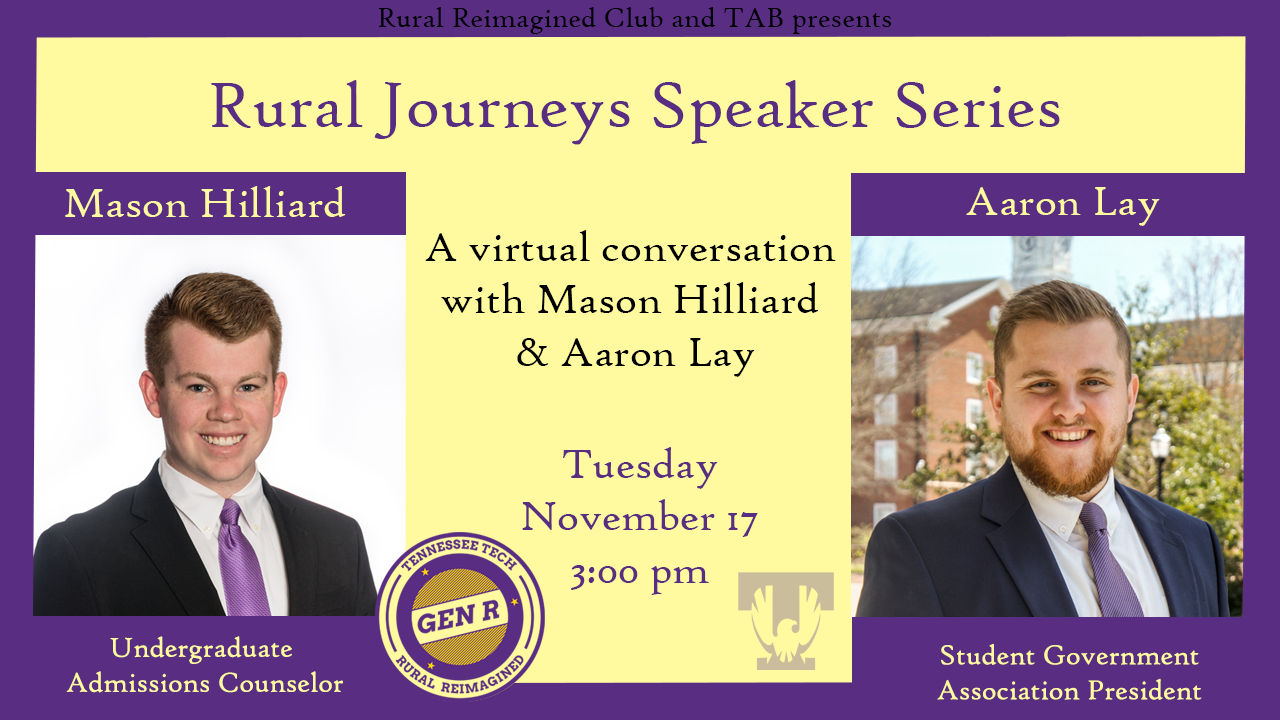 Rural Reimagined Club and TAB presents
Rural Journeys Speaker Series
Mason Hilliard
Aaron Lay
A virtual conversation
with Mason Hilliard
& Aaron Lay
Tuesday
November 17
3:00 pm
TENNESSEE TECH
GEN R
RURAL REIMAGINED
T
Undergraduate
Admissions Counselor
Student Government
Association President